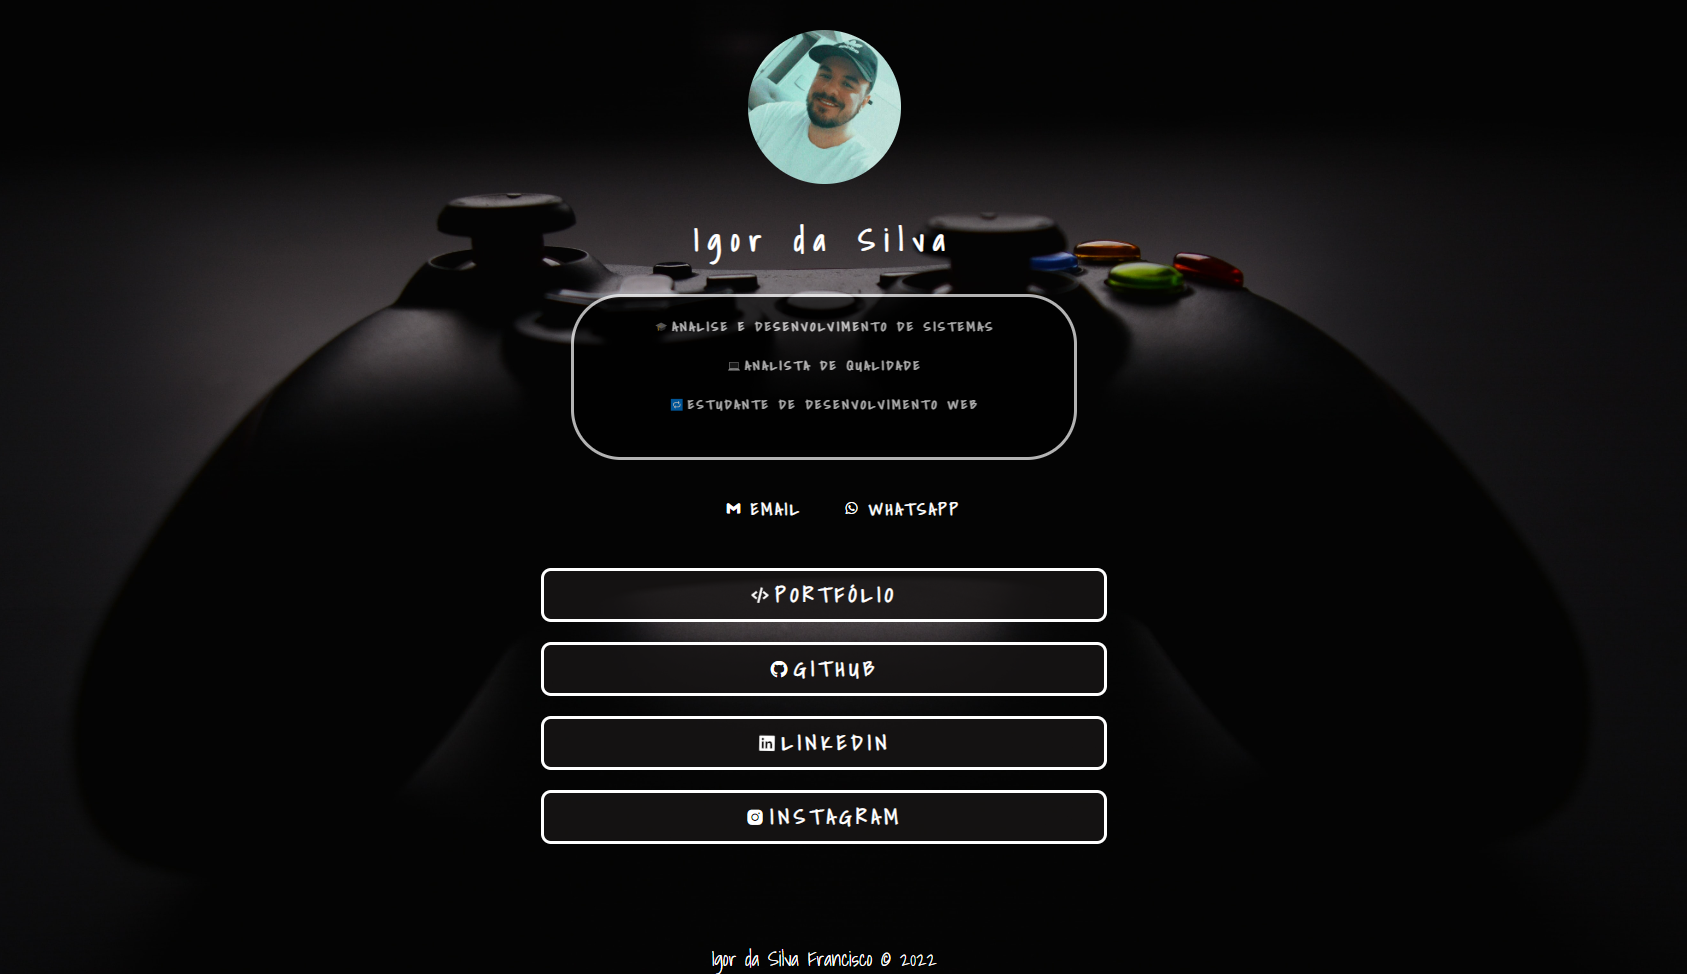 Igor da Silva
ANALISE E DESENVOLVIMENTO DE SISTEMAS
ANALISTA DE QUALIDADE
ESTUDANTE DE DESENVOLVIMENTO WEB
EMAIL WHATSAPP
PORTFÓLIO
GITHUB
LINKEDIN
INSTAGRAM
Igor da Silva Francisco © 2022